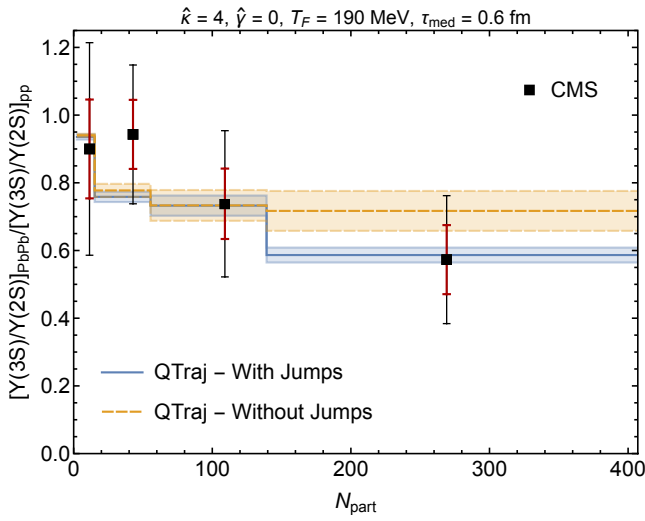 κ̂ = 4, γ̂ = 0, T_F = 190 MeV, τ_med = 0.6 fm
[Υ(3S)/Υ(2S)]_PbPb/[Υ(3S)/Υ(2S)]_pp
1.2
1.0
0.8
0.6
0.4
0.2
0.0
CMS
QTraj – With Jumps
QTraj – Without Jumps
0 100 200 300 400
N_part